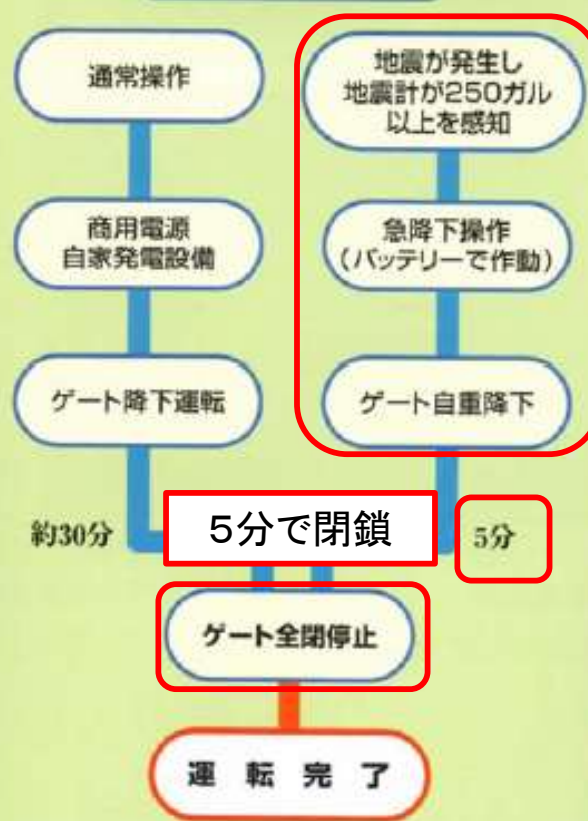 通常操作
商用電源
自家発電設備
ゲート降下運転
約30分
地震が発生し
地震計が250ガル
以上を感知
急降下操作
(バッテリーで作動)
ゲート自重降下
5分
5分で閉鎖
ゲート全閉停止
運転完了